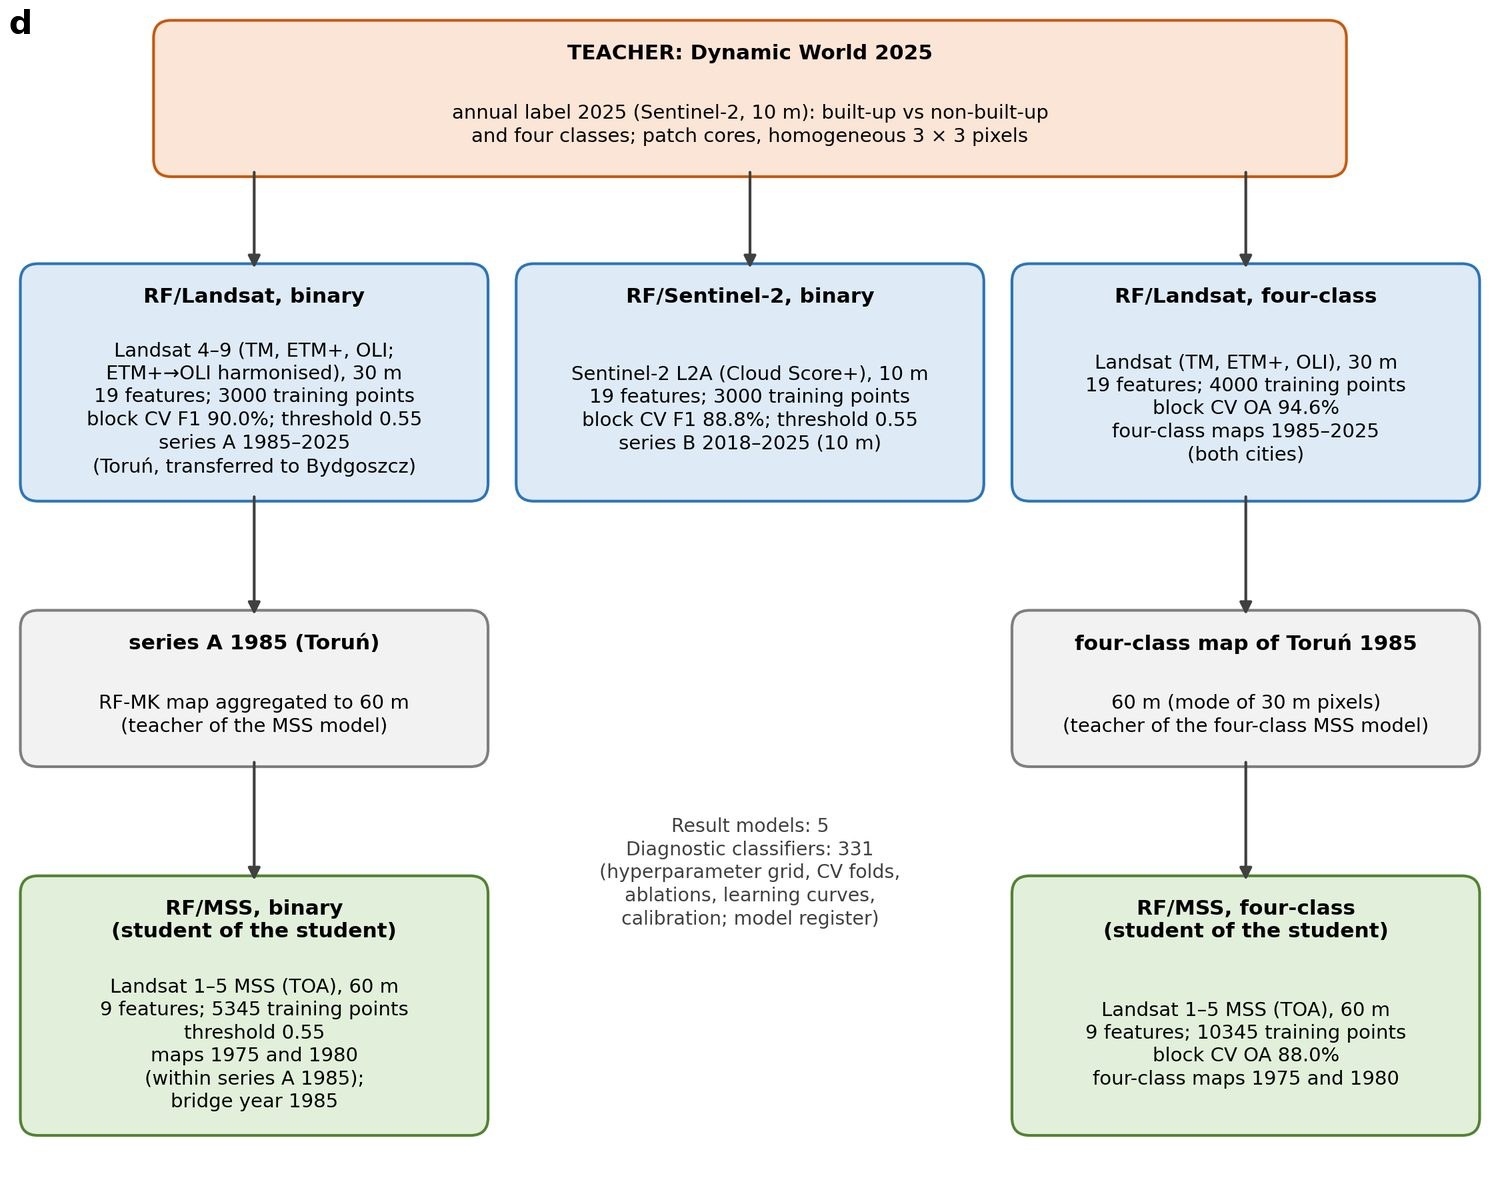 d
TEACHER: Dynamic World 2025
annual label 2025 (Sentinel-2, 10 m): built-up vs non-built-up
and four classes; patch cores, homogeneous 3 × 3 pixels
RF/Landsat, binary
Landsat 4–9 (TM, ETM+, OLI;
ETM+→OLI harmonised), 30 m
19 features; 3000 training points
block CV F1 90.0%; threshold 0.55
series A 1985–2025
(Toruń, transferred to Bydgoszcz)
RF/Sentinel-2, binary
Sentinel-2 L2A (Cloud Score+), 10 m
19 features; 3000 training points
block CV F1 88.8%; threshold 0.55
series B 2018–2025 (10 m)
RF/Landsat, four-class
Landsat (TM, ETM+, OLI), 30 m
19 features; 4000 training points
block CV OA 94.6%
four-class maps 1985–2025
(both cities)
series A 1985 (Toruń)
RF-MK map aggregated to 60 m
(teacher of the MSS model)
four-class map of Toruń 1985
60 m (mode of 30 m pixels)
(teacher of the four-class MSS model)
Result models: 5
Diagnostic classifiers: 331
(hyperparameter grid, CV folds,
ablations, learning curves,
calibration; model register)
RF/MSS, binary
(student of the student)
Landsat 1–5 MSS (TOA), 60 m
9 features; 5345 training points
threshold 0.55
maps 1975 and 1980
(within series A 1985);
bridge year 1985
RF/MSS, four-class
(student of the student)
Landsat 1–5 MSS (TOA), 60 m
9 features; 10345 training points
block CV OA 88.0%
four-class maps 1975 and 1980